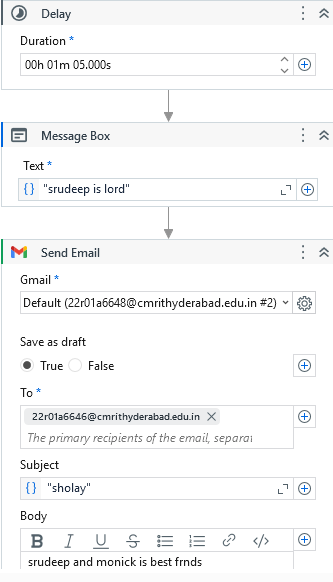 Delay
Duration *
00h 01m 05.000s
Message Box
Text *
{} "srudeep is lord"
Send Email
Gmail *
Default (22r01a6648@cmrithyderabad.edu.in #2)
Save as draft
True False
To *
22r01a6646@cmrithyderabad.edu.in
The primary recipients of the email, separat
Subject
{} "sholay"
Body
B I U S </>
srudeep and monick is best frnds